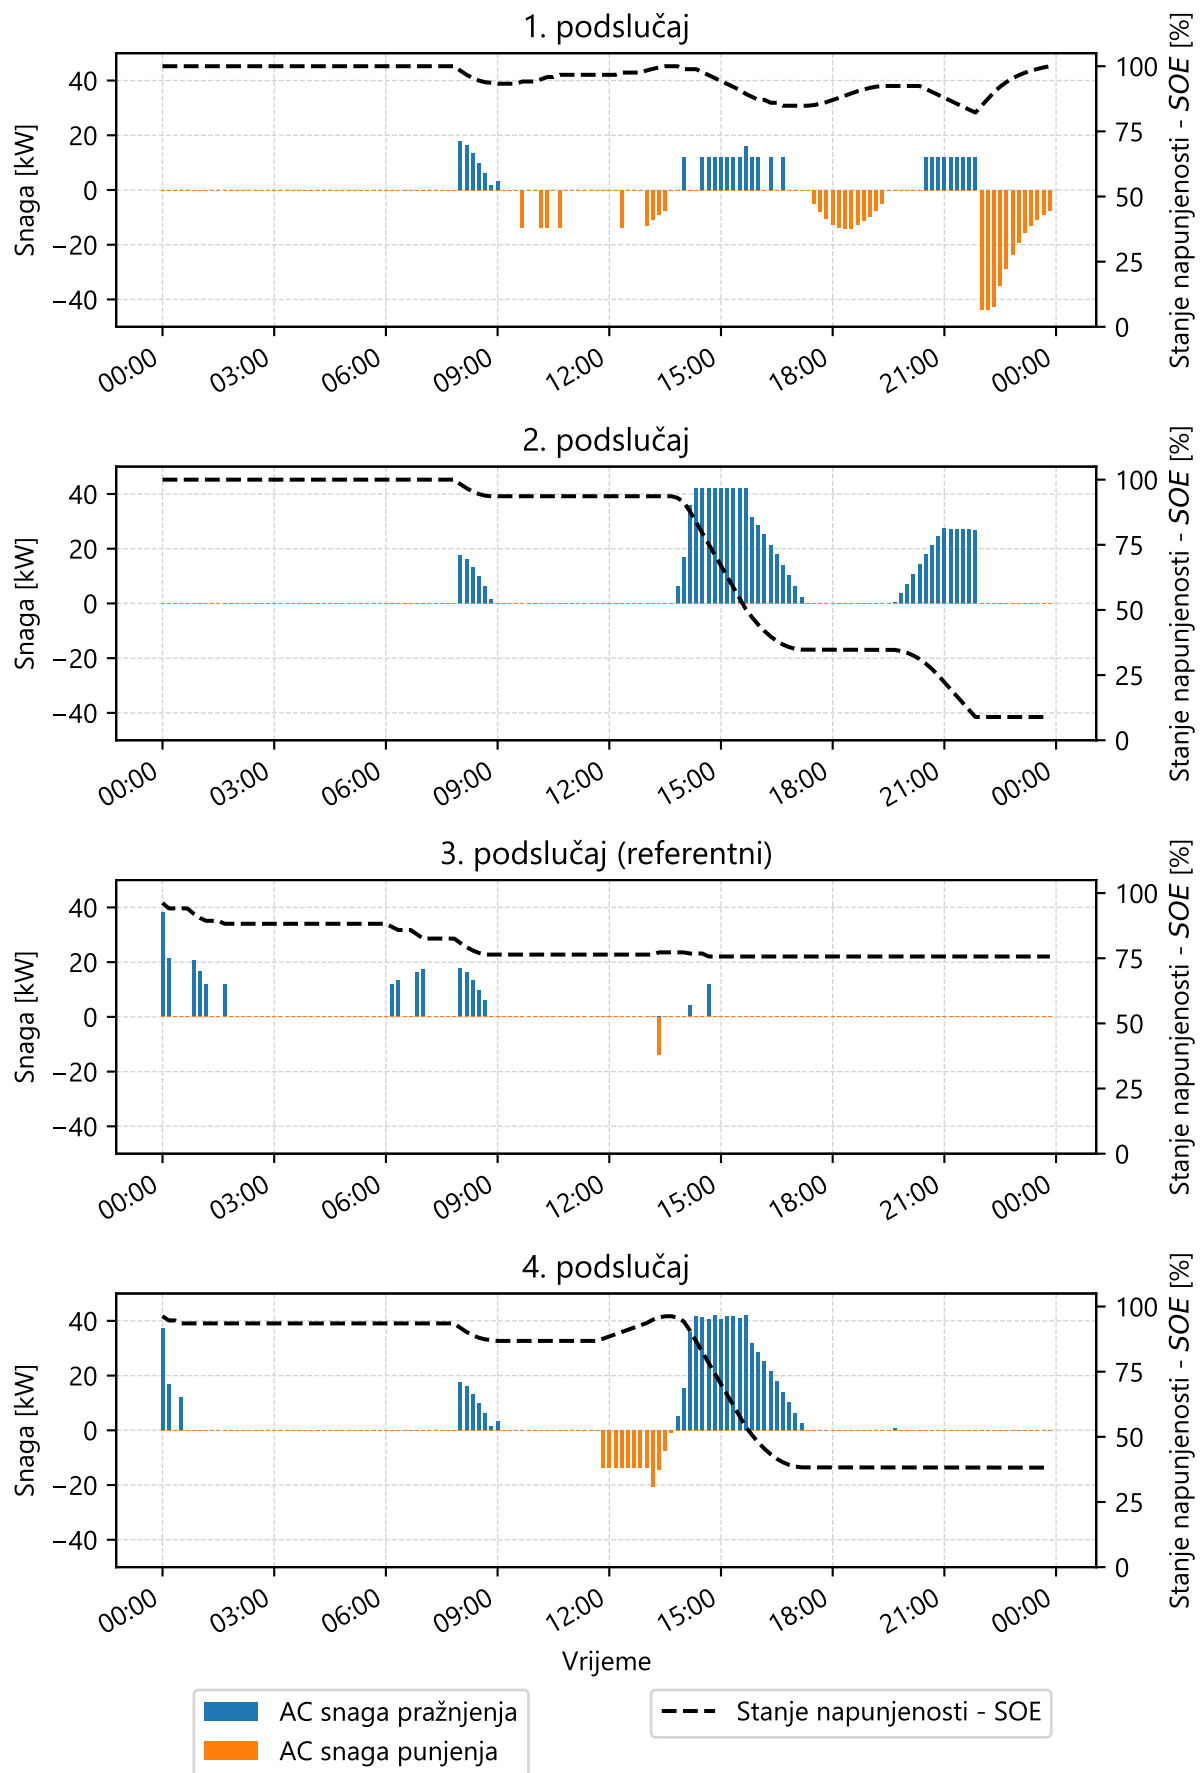 1. podslučaj
Snaga [kW]
40
20
0
−20
−40
100
75
50
25
0
Stanje napunjenosti - SOE [%]
00:00 03:00 06:00 09:00 12:00 15:00 18:00 21:00 00:00
2. podslučaj
Snaga [kW]
40
20
0
−20
−40
100
75
50
25
0
Stanje napunjenosti - SOE [%]
00:00 03:00 06:00 09:00 12:00 15:00 18:00 21:00 00:00
3. podslučaj (referentni)
Snaga [kW]
40
20
0
−20
−40
100
75
50
25
0
Stanje napunjenosti - SOE [%]
00:00 03:00 06:00 09:00 12:00 15:00 18:00 21:00 00:00
4. podslučaj
Snaga [kW]
40
20
0
−20
−40
100
75
50
25
0
Stanje napunjenosti - SOE [%]
00:00 03:00 06:00 09:00 12:00 15:00 18:00 21:00 00:00
Vrijeme
AC snaga pražnjenja
AC snaga punjenja
Stanje napunjenosti - SOE